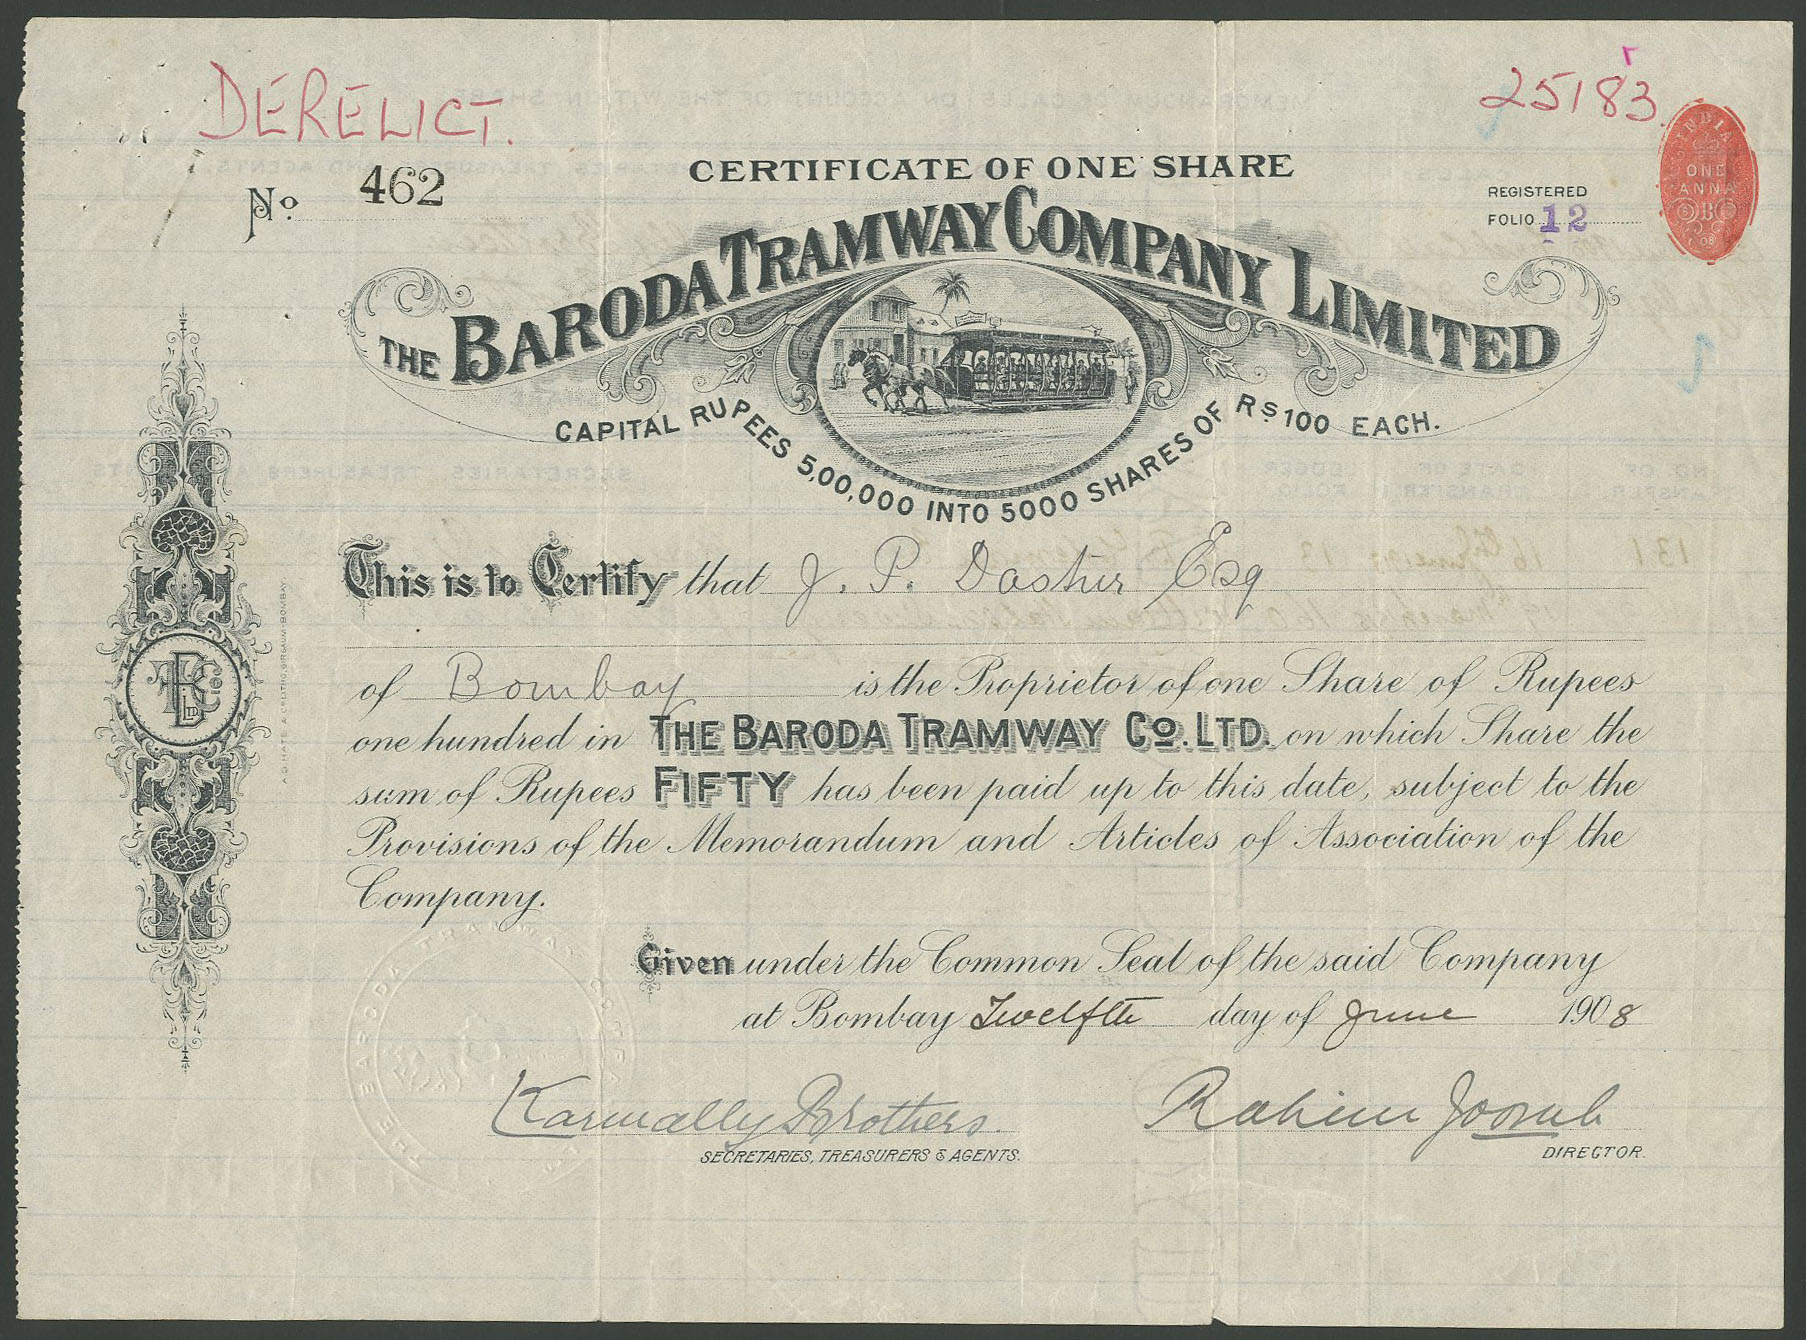 DERELICT.
25183
No. 462
CERTIFICATE OF ONE SHARE
REGISTERED
FOLIO 12
INDIA
ONE
ANNA
THE BARODA TRAMWAY COMPANY LIMITED
CAPITAL RUPEES 5,00,000 INTO 5000 SHARES OF Rs 100 EACH.
This is to Certify that J. P. Dastur Esq
of Bombay is the Proprietor of one Share of Rupees
one hundred in THE BARODA TRAMWAY Co. LTD. on which Share the
sum of Rupees FIFTY has been paid up to this date, subject to the
Provisions of the Memorandum and Articles of Association of the
Company.
Given under the Common Seal of the said Company
at Bombay Twelfth day of June 1908
Karmally Brothers.
SECRETARIES, TREASURERS & AGENTS.
Rahim Joosub
DIRECTOR.
THE BARODA TRAMWAY COMPANY LD